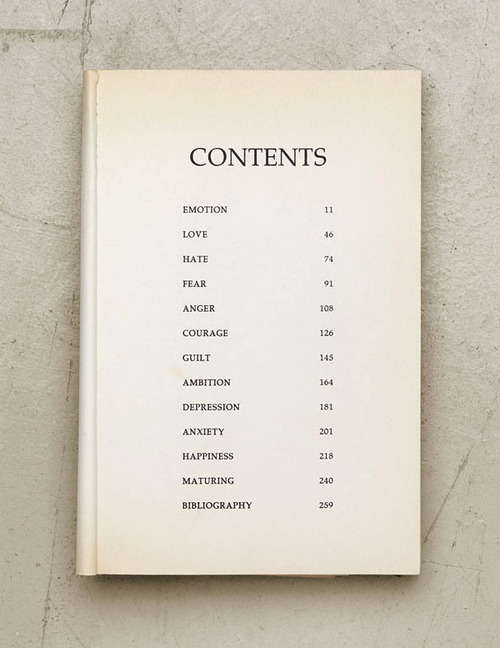 CONTENTS
EMOTION 11
LOVE 46
HATE 74
FEAR 91
ANGER 108
COURAGE 126
GUILT 145
AMBITION 164
DEPRESSION 181
ANXIETY 201
HAPPINESS 218
MATURING 240
BIBLIOGRAPHY 259